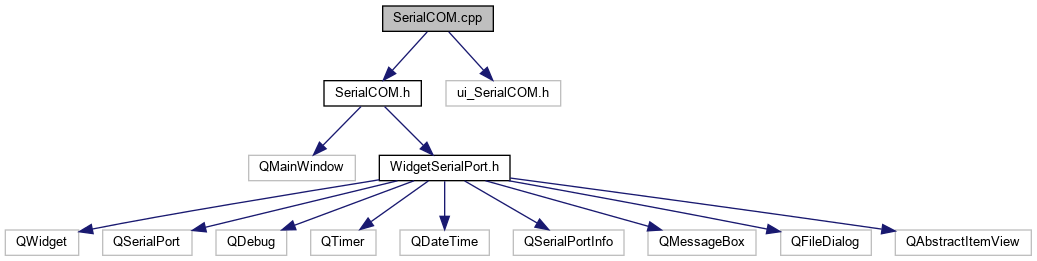 SerialCOM.cpp
SerialCOM.h
ui_SerialCOM.h
QMainWindow
WidgetSerialPort.h
QWidget
QSerialPort
QDebug
QTimer
QDateTime
QSerialPortInfo
QMessageBox
QFileDialog
QAbstractItemView